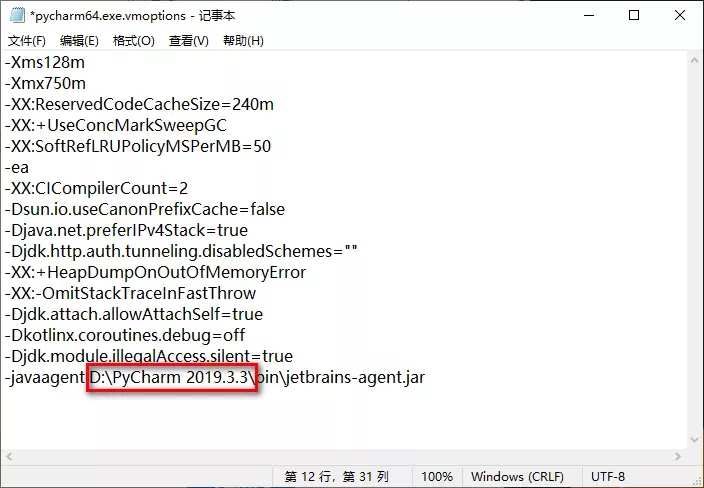 *pycharm64.exe.vmoptions - 记事本
文件(F) 编辑(E) 格式(O) 查看(V) 帮助(H)
-Xms128m
-Xmx750m
-XX:ReservedCodeCacheSize=240m
-XX:+UseConcMarkSweepGC
-XX:SoftRefLRUPolicyMSPerMB=50
-ea
-XX:CICompilerCount=2
-Dsun.io.useCanonPrefixCache=false
-Djava.net.preferIPv4Stack=true
-Djdk.http.auth.tunneling.disabledSchemes=""
-XX:+HeapDumpOnOutOfMemoryError
-XX:-OmitStackTraceInFastThrow
-Djdk.attach.allowAttachSelf=true
-Dkotlinx.coroutines.debug=off
-Djdk.module.illegalAccess.silent=true
-javaagent:D:\PyCharm 2019.3.3\bin\jetbrains-agent.jar
第 12 行，第 31 列 100% Windows (CRLF) UTF-8